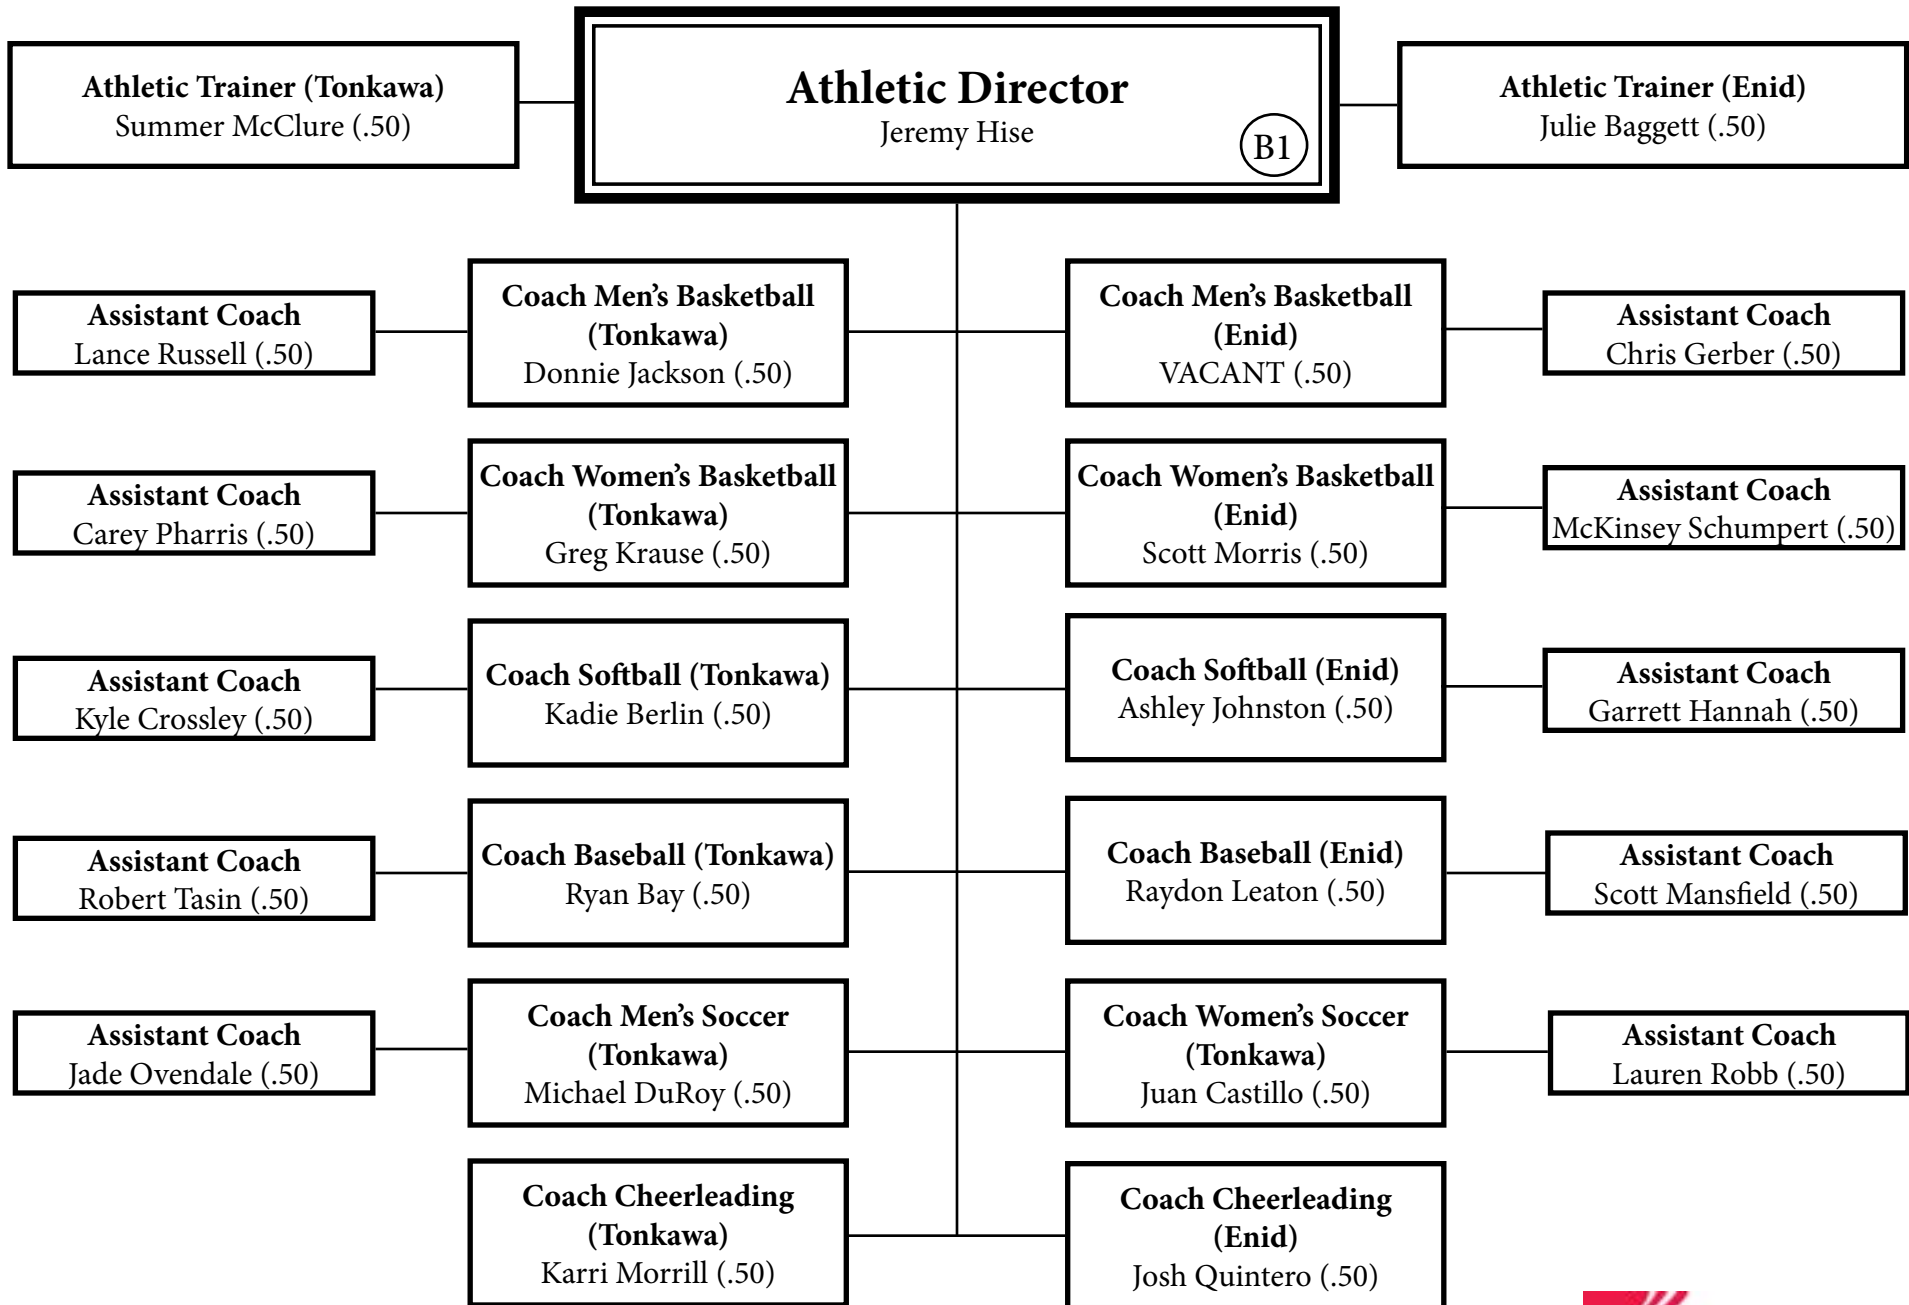 Athletic Trainer (Tonkawa)
Summer McClure (.50)
Athletic Director
Jeremy Hise
B1
Athletic Trainer (Enid)
Julie Baggett (.50)
Assistant Coach
Lance Russell (.50)
Coach Men's Basketball
(Tonkawa)
Donnie Jackson (.50)
Coach Men's Basketball
(Enid)
VACANT (.50)
Assistant Coach
Chris Gerber (.50)
Assistant Coach
Carey Pharris (.50)
Coach Women's Basketball
(Tonkawa)
Greg Krause (.50)
Coach Women's Basketball
(Enid)
Scott Morris (.50)
Assistant Coach
McKinsey Schumpert (.50)
Assistant Coach
Kyle Crossley (.50)
Coach Softball (Tonkawa)
Kadie Berlin (.50)
Coach Softball (Enid)
Ashley Johnston (.50)
Assistant Coach
Garrett Hannah (.50)
Assistant Coach
Robert Tasin (.50)
Coach Baseball (Tonkawa)
Ryan Bay (.50)
Coach Baseball (Enid)
Raydon Leaton (.50)
Assistant Coach
Scott Mansfield (.50)
Assistant Coach
Jade Ovendale (.50)
Coach Men's Soccer
(Tonkawa)
Michael DuRoy (.50)
Coach Women's Soccer
(Tonkawa)
Juan Castillo (.50)
Assistant Coach
Lauren Robb (.50)
Coach Cheerleading
(Tonkawa)
Karri Morrill (.50)
Coach Cheerleading
(Enid)
Josh Quintero (.50)